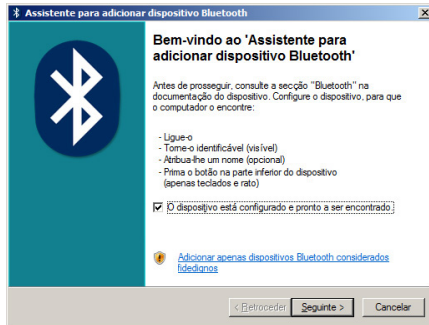 Assistente para adicionar dispositivo Bluetooth
Bem-vindo ao 'Assistente para
adicionar dispositivo Bluetooth'
Antes de prosseguir, consulte a secção "Bluetooth" na
documentação do dispositivo. Configure o dispositivo, para que
o computador o encontre:
- Ligue-o
- Torne-o identificável (visível)
- Atribua-lhe um nome (opcional)
- Prima o botão na parte inferior do dispositivo
(apenas teclados e rato)
O dispositivo está configurado e pronto a ser encontrado.
Adicionar apenas dispositivos Bluetooth considerados
fidedignos
< Retroceder Seguinte > Cancelar